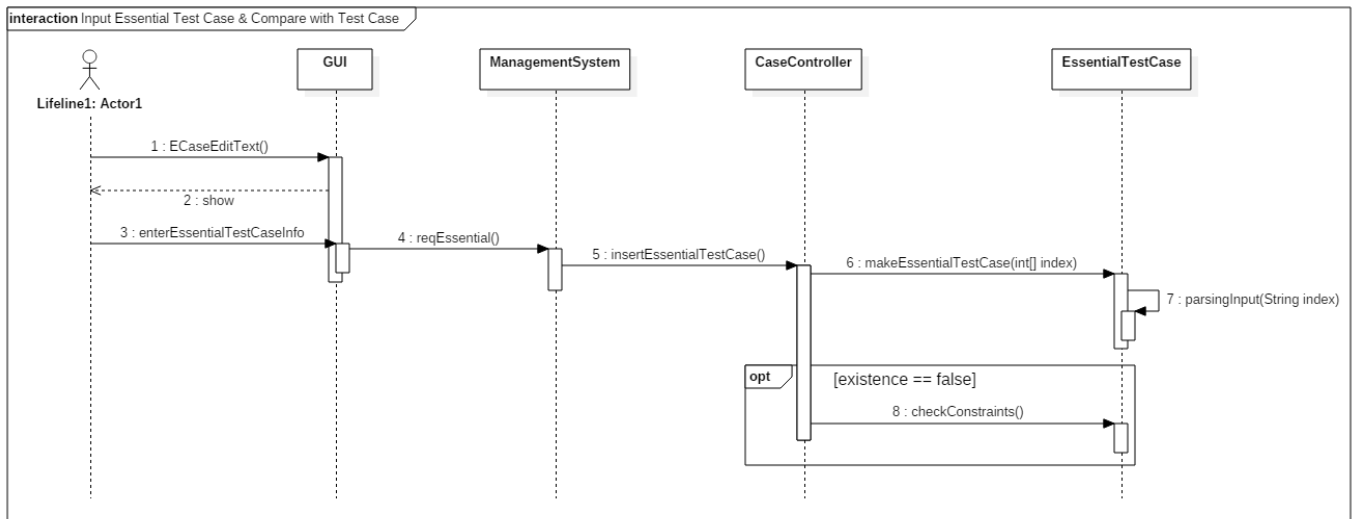 interaction Input Essential Test Case & Compare with Test Case
GUI
ManagementSystem
CaseController
EssentialTestCase
Lifeline1: Actor1
1 : ECaseEditText()
2 : show
3 : enterEssentialTestCaseInfo
4 : reqEssential()
5 : insertEssentialTestCase()
6 : makeEssentialTestCase(int[] index)
7 : parsingInput(String index)
opt
[existence == false]
8 : checkConstraints()